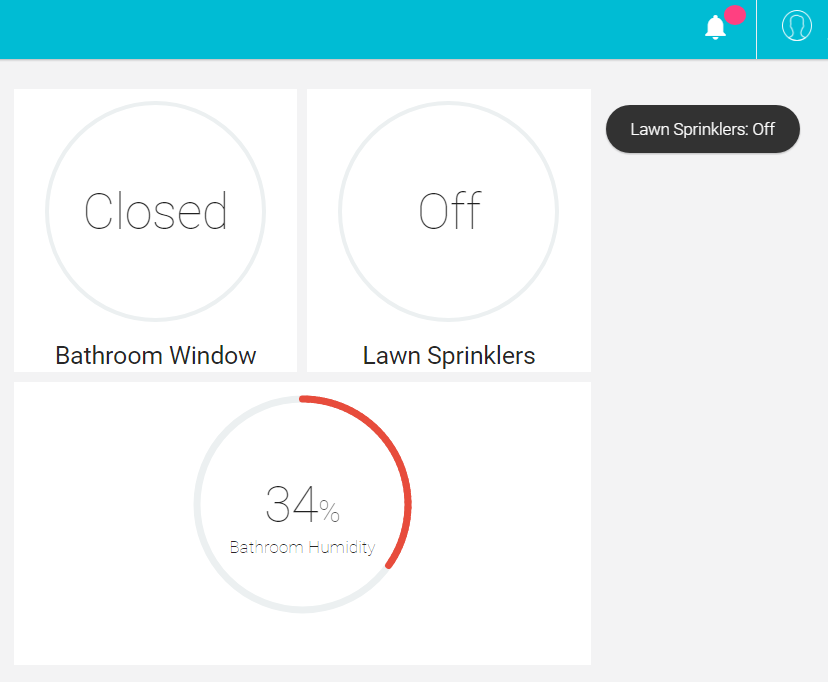 Closed
Bathroom Window
Off
Lawn Sprinklers
Lawn Sprinklers: Off
34%
Bathroom Humidity